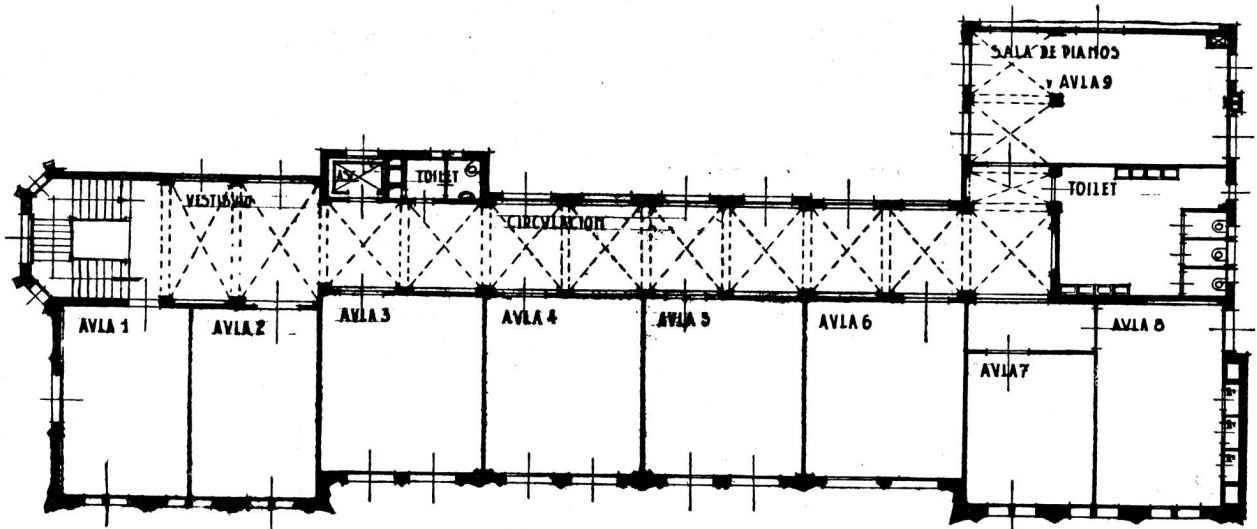 SALA DE PIANOS
Y AVLA 9
ASC
TOILET
TOILET
VESTIBVLO
CIRCVLACION
AVLA 1
AVLA 2
AVLA 3
AVLA 4
AVLA 5
AVLA 6
AVLA 7
AVLA 8